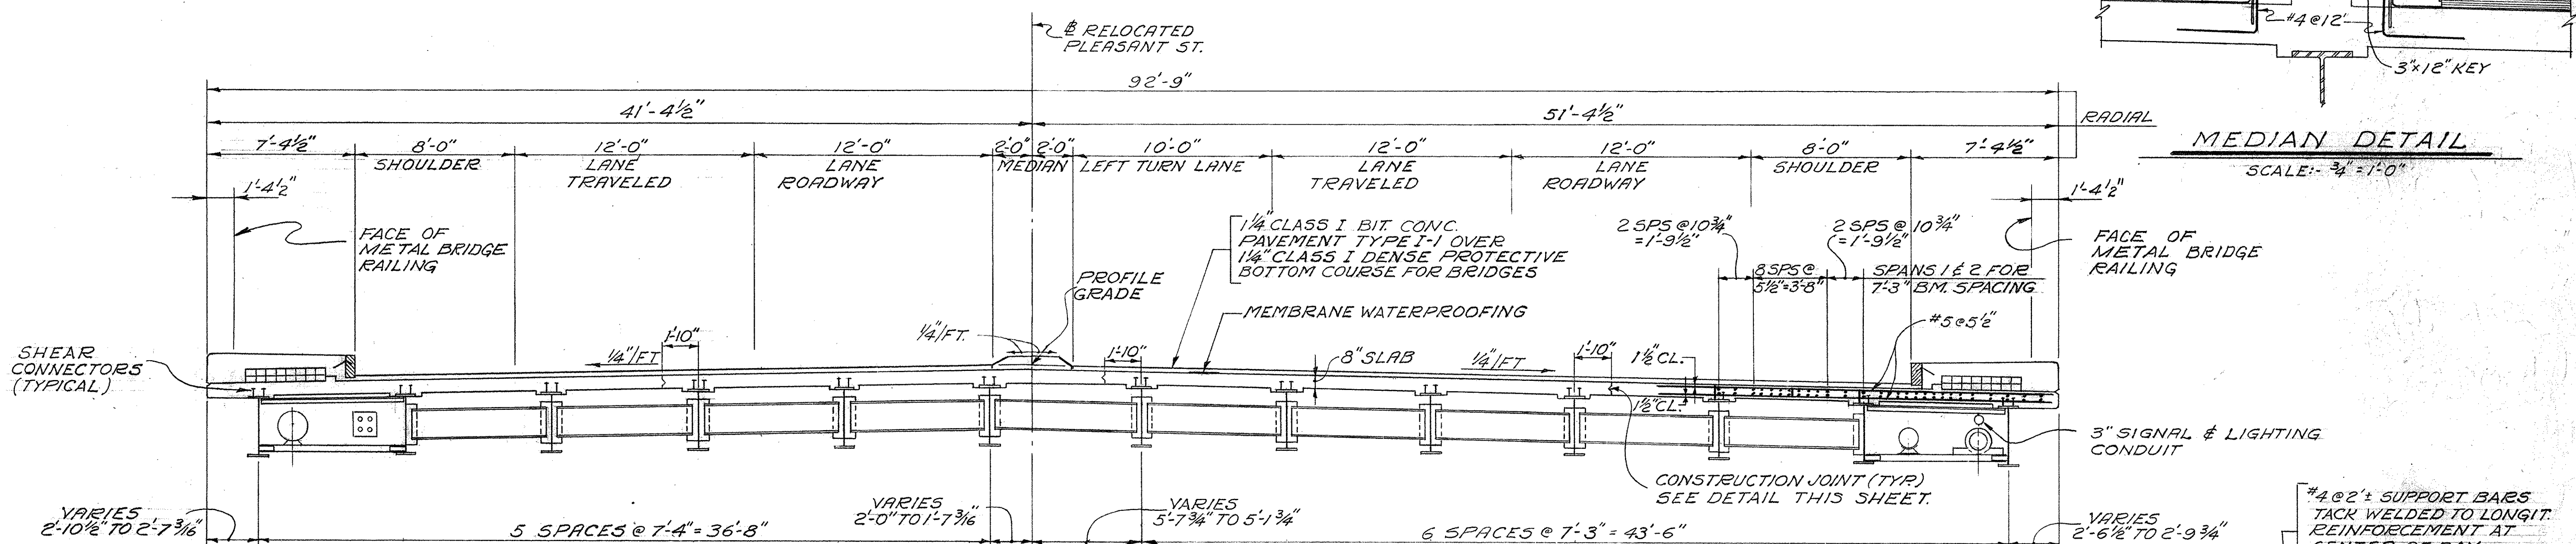 #4@12"
3"x12" KEY
MEDIAN DETAIL
SCALE:- 3/4"=1'-0"
℄ RELOCATED
PLEASANT ST.
92'-9"
41'-4½"
51'-4½"
RADIAL
7'-4½"
8'-0"
12'-0"
12'-0"
2'-0" 2'-0"
10'-0"
12'-0"
12'-0"
8'-0"
7'-4½"
SHOULDER
LANE
LANE
MEDIAN
LEFT TURN LANE
LANE
LANE
SHOULDER
TRAVELED
ROADWAY
TRAVELED
ROADWAY
1'-4½"
1'-4½"
FACE OF
METAL BRIDGE
RAILING
PROFILE
GRADE
1¼" CLASS I BIT. CONC.
PAVEMENT TYPE I-1 OVER
1¼" CLASS I DENSE PROTECTIVE
BOTTOM COURSE FOR BRIDGES
MEMBRANE WATERPROOFING
2 SPS @ 10¾"
=1'-9½"
2 SPS @ 10¾"
=1'-9½"
8 SPS @
5½"=3'-8"
SPANS 1 & 2 FOR
7'-3" BM. SPACING
FACE OF
METAL BRIDGE
RAILING
#5@5½"
SHEAR
CONNECTORS
(TYPICAL)
¼"/FT
1'-10"
¼"/FT.
1'-10"
8" SLAB
¼"/FT
1'-10"
1½" CL.
1½" CL.
3" SIGNAL & LIGHTING
CONDUIT
CONSTRUCTION JOINT (TYP.)
SEE DETAIL THIS SHEET.
VARIES
2'-10½" TO 2'-7 3/16"
5 SPACES @ 7'-4" = 36'-8"
VARIES
2'-0" TO 1'-7 3/16"
VARIES
5'-7¾" TO 5'-1¾"
6 SPACES @ 7'-3" = 43'-6"
VARIES
2'-6½" TO 2'-9¾"
#4@2'± SUPPORT BARS
TACK WELDED TO LONGIT.
REINFORCEMENT AT